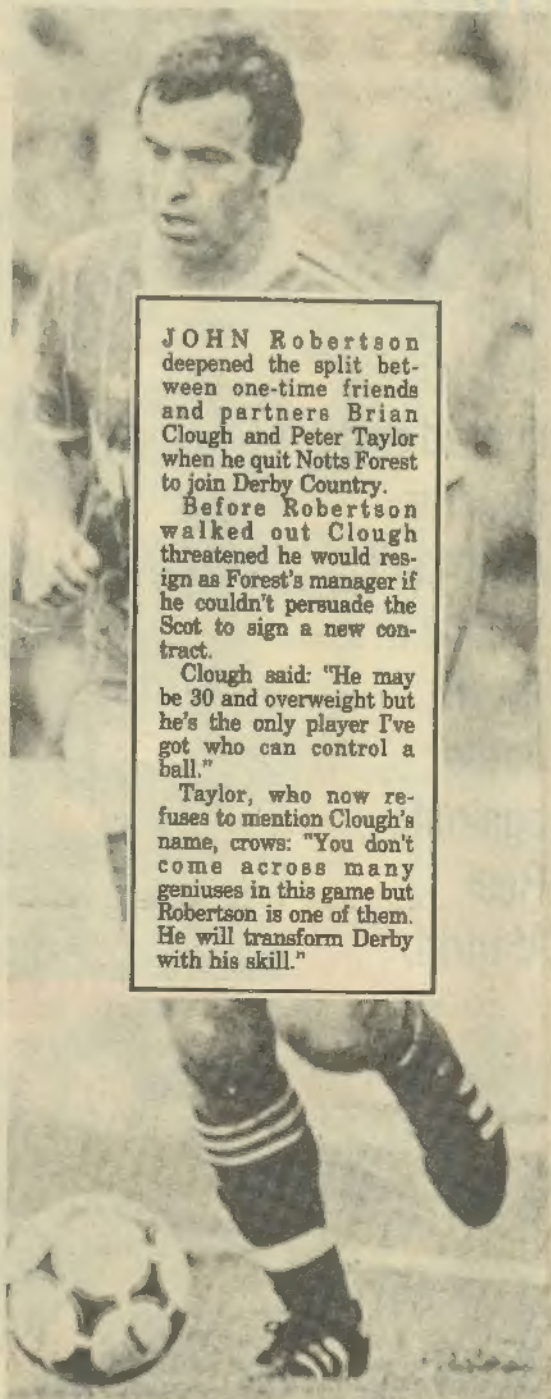 JOHN Robertson
deepened the split bet-
ween one-time friends
and partners Brian
Clough and Peter Taylor
when he quit Notts Forest
to join Derby Country.
Before Robertson
walked out Clough
threatened he would res-
ign as Forest's manager if
he couldn't persuade the
Scot to sign a new con-
tract.
Clough said: "He may
be 30 and overweight but
he's the only player I've
got who can control a
ball."
Taylor, who now re-
fuses to mention Clough's
name, crows: "You don't
come across many
geniuses in this game but
Robertson is one of them.
He will transform Derby
with his skill."